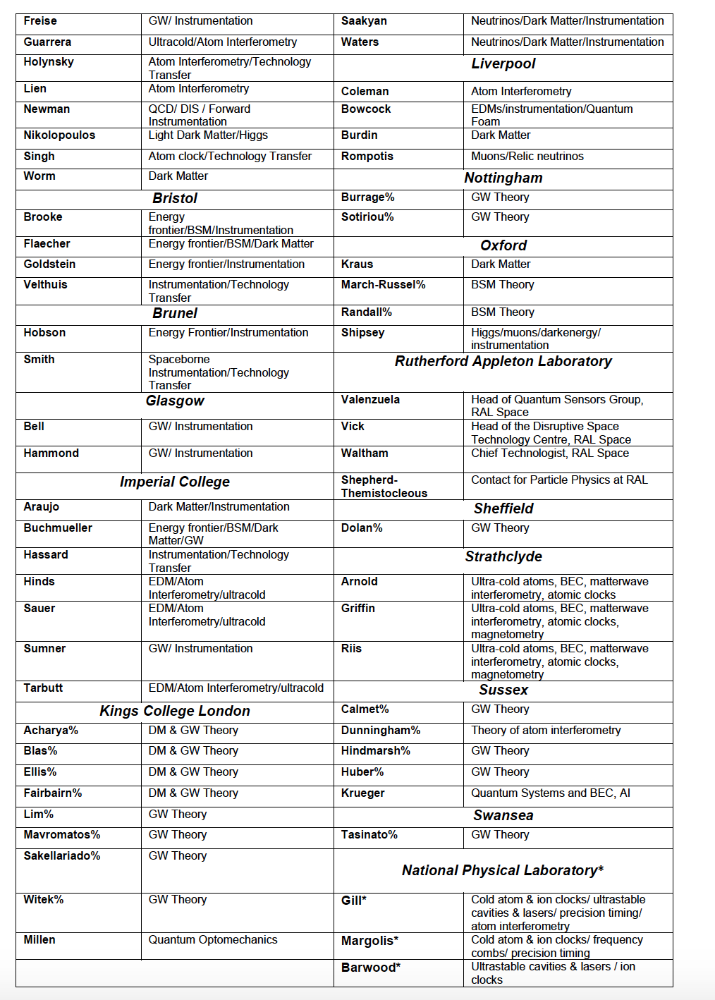 Freise GW/ Instrumentation
Guarrera Ultracold/Atom Interferometry
Holynsky Atom Interferometry/Technology
Transfer
Lien Atom Interferometry
Newman QCD/ DIS / Forward
Instrumentation
Nikolopoulos Light Dark Matter/Higgs
Singh Atom clock/Technology Transfer
Worm Dark Matter
Bristol
Brooke Energy
frontier/BSM/Instrumentation
Flaecher Energy frontier/BSM/Dark Matter
Goldstein Energy frontier/Instrumentation
Velthuis Instrumentation/Technology
Transfer
Brunel
Hobson Energy Frontier/Instrumentation
Smith Spaceborne
Instrumentation/Technology
Transfer
Glasgow
Bell GW/ Instrumentation
Hammond GW/ Instrumentation
Imperial College
Araujo Dark Matter/Instrumentation
Buchmueller Energy frontier/BSM/Dark
Matter/GW
Hassard Instrumentation/Technology
Transfer
Hinds EDM/Atom
Interferometry/ultracold
Sauer EDM/Atom
Interferometry/ultracold
Sumner GW/ Instrumentation
Tarbutt EDM/Atom Interferometry/ultracold
Kings College London
Acharya% DM & GW Theory
Blas% DM & GW Theory
Ellis% DM & GW Theory
Fairbairn% DM & GW Theory
Lim% GW Theory
Mavromatos% GW Theory
Sakellariado% GW Theory
Witek% GW Theory
Millen Quantum Optomechanics
Saakyan Neutrinos/Dark Matter/Instrumentation
Waters Neutrinos/Dark Matter/Instrumentation
Liverpool
Coleman Atom Interferometry
Bowcock EDMs/instrumentation/Quantum
Foam
Burdin Dark Matter
Rompotis Muons/Relic neutrinos
Nottingham
Burrage% GW Theory
Sotiriou% GW Theory
Oxford
Kraus Dark Matter
March-Russel% BSM Theory
Randall% BSM Theory
Shipsey Higgs/muons/darkenergy/
instrumentation
Rutherford Appleton Laboratory
Valenzuela Head of Quantum Sensors Group,
RAL Space
Vick Head of the Disruptive Space
Technology Centre, RAL Space
Waltham Chief Technologist, RAL Space
Shepherd- Contact for Particle Physics at RAL
Themistocleous
Sheffield
Dolan% GW Theory
Strathclyde
Arnold Ultra-cold atoms, BEC, matterwave
interferometry, atomic clocks
Griffin Ultra-cold atoms, BEC, matterwave
interferometry, atomic clocks,
magnetometry
Riis Ultra-cold atoms, BEC, matterwave
interferometry, atomic clocks,
magnetometry
Sussex
Calmet% GW Theory
Dunningham% Theory of atom interferometry
Hindmarsh% GW Theory
Huber% GW Theory
Krueger Quantum Systems and BEC, AI
Swansea
Tasinato% GW Theory
National Physical Laboratory*
Gill* Cold atom & ion clocks/ ultrastable
cavities & lasers/ precision timing/
atom interferometry
Margolis* Cold atom & ion clocks/ frequency
combs/ precision timing
Barwood* Ultrastable cavities & lasers / ion
clocks